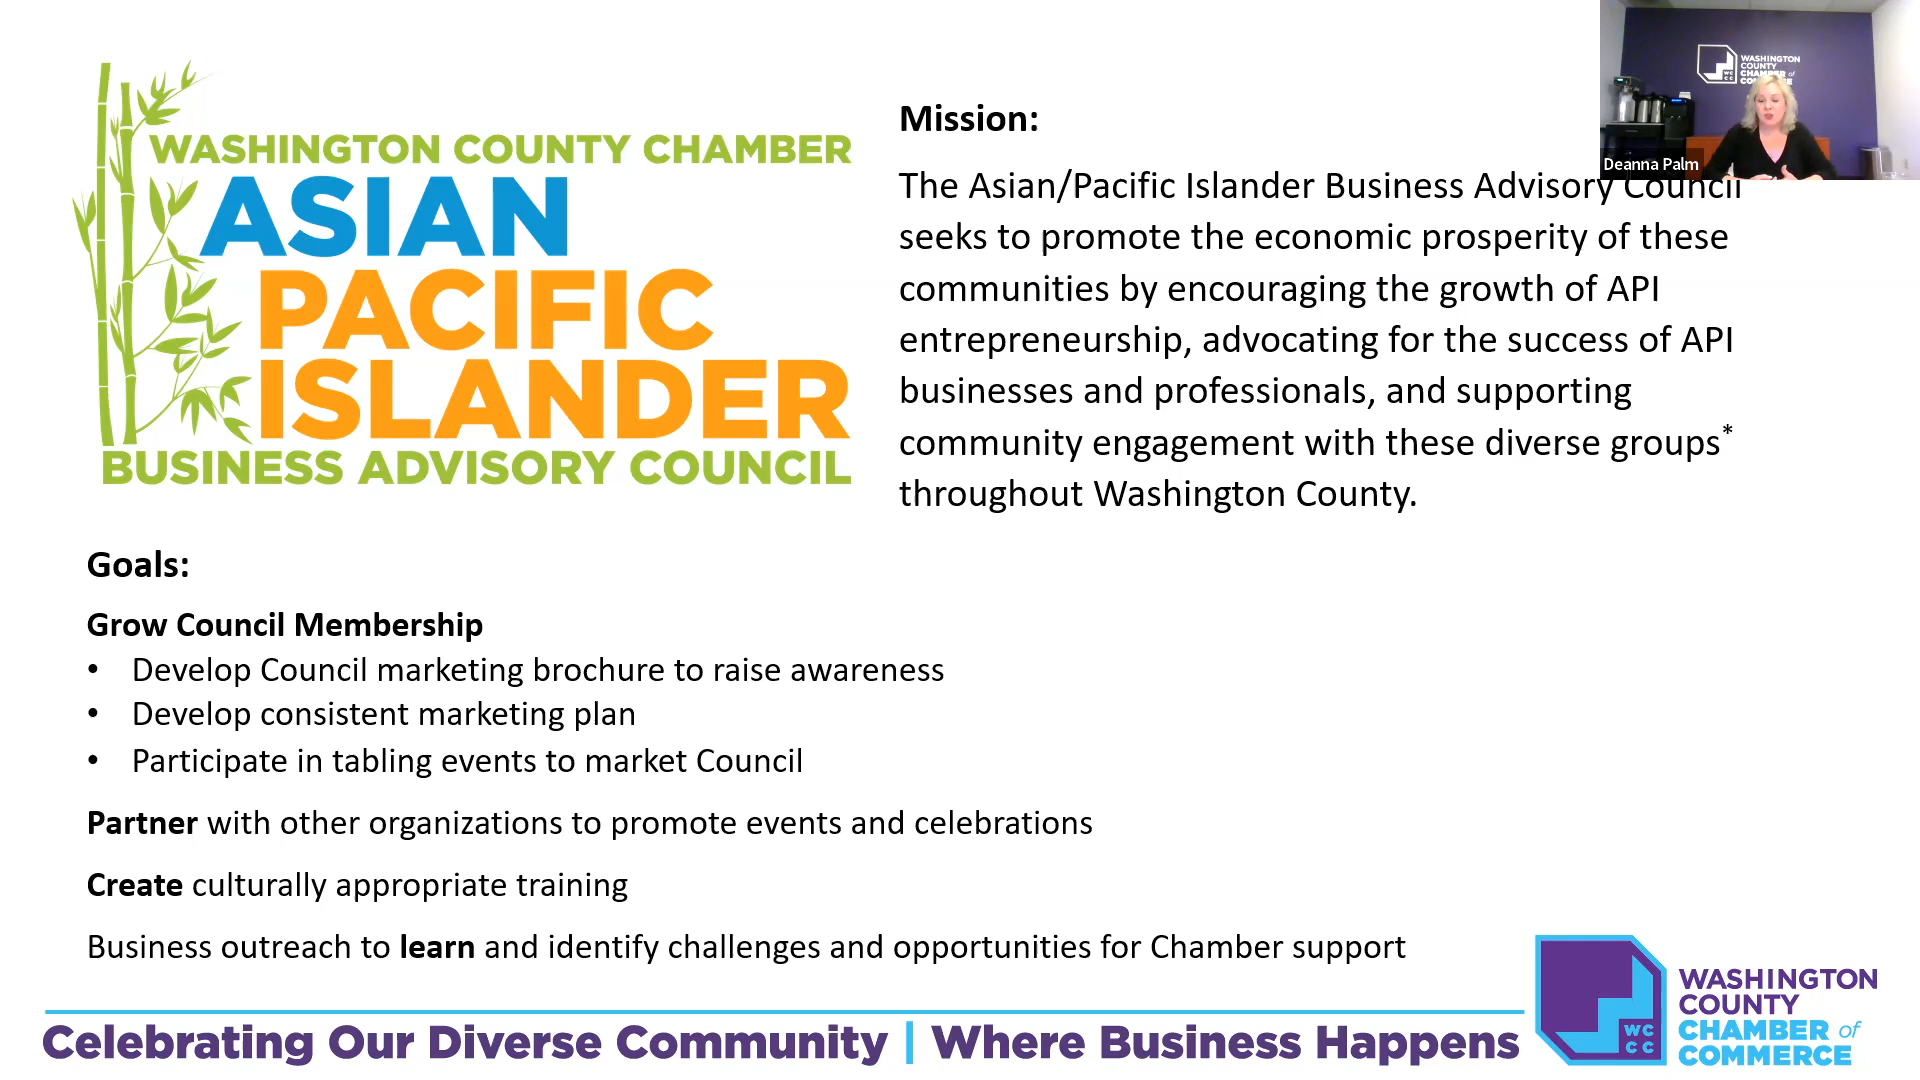 WASHINGTON COUNTY CHAMBER
ASIAN
PACIFIC
ISLANDER
BUSINESS ADVISORY COUNCIL
Mission:
The Asian/Pacific Islander Business Advisory Council
seeks to promote the economic prosperity of these
communities by encouraging the growth of API
entrepreneurship, advocating for the success of API
businesses and professionals, and supporting
community engagement with these diverse groups*
throughout Washington County.
WASHINGTON
COUNTY
CHAMBER of
COMMERCE
WC
CC
Deanna Palm
Goals:
Grow Council Membership
• Develop Council marketing brochure to raise awareness
• Develop consistent marketing plan
• Participate in tabling events to market Council
Partner with other organizations to promote events and celebrations
Create culturally appropriate training
Business outreach to learn and identify challenges and opportunities for Chamber support
Celebrating Our Diverse Community | Where Business Happens
WC
CC
WASHINGTON
COUNTY
CHAMBER of
COMMERCE